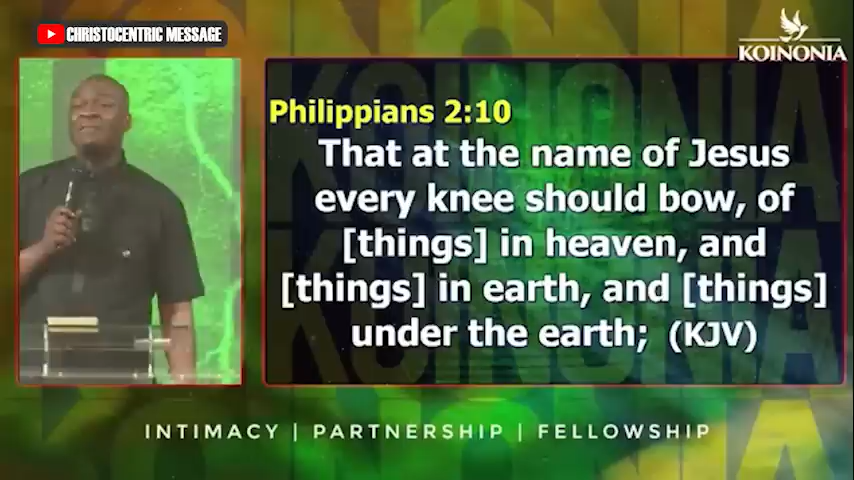 CHRISTOCENTRIC MESSAGE
KOINONIA
Philippians 2:10
That at the name of Jesus
every knee should bow, of
[things] in heaven, and
[things] in earth, and [things]
under the earth; (KJV)
INTIMACY | PARTNERSHIP | FELLOWSHIP